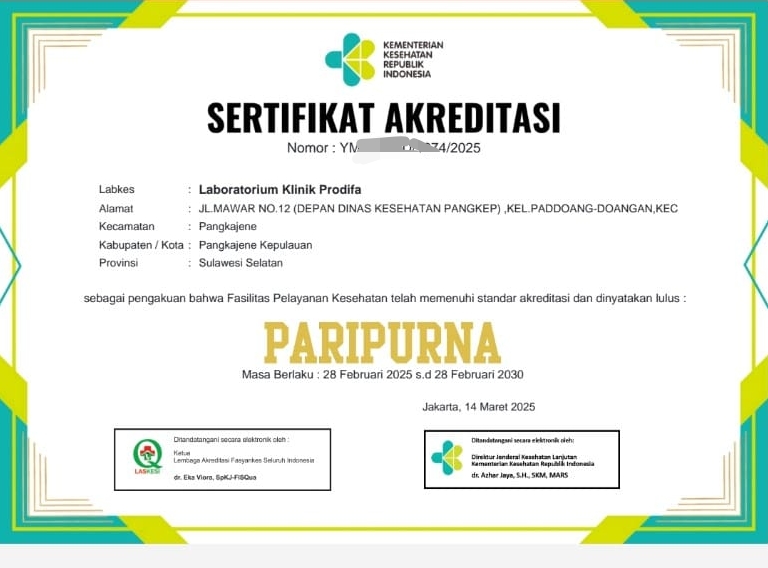 KEMENTERIAN
KESEHATAN
REPUBLIK
INDONESIA
SERTIFIKAT AKREDITASI
Nomor : YM /2025
Labkes : Laboratorium Klinik Prodifa
Alamat : JL.MAWAR NO.12 (DEPAN DINAS KESEHATAN PANGKEP) ,KEL.PADDOANG-DOANGAN,KEC
Kecamatan : Pangkajene
Kabupaten / Kota : Pangkajene Kepulauan
Provinsi : Sulawesi Selatan
sebagai pengakuan bahwa Fasilitas Pelayanan Kesehatan telah memenuhi standar akreditasi dan dinyatakan lulus :
PARIPURNA
Masa Berlaku : 28 Februari 2025 s.d 28 Februari 2030
Jakarta, 14 Maret 2025
LASKESI
Ditandatangani secara elektronik oleh :
Ketua
Lembaga Akreditasi Fasyankes Seluruh Indonesia
dr. Eka Viora, SpKJ-FISQua
Ditandatangani secara elektronik oleh:
Direktur Jenderal Kesehatan Lanjutan
Kementerian Kesehatan Republik Indonesia
dr. Azhar Jaya, S.H., SKM, MARS